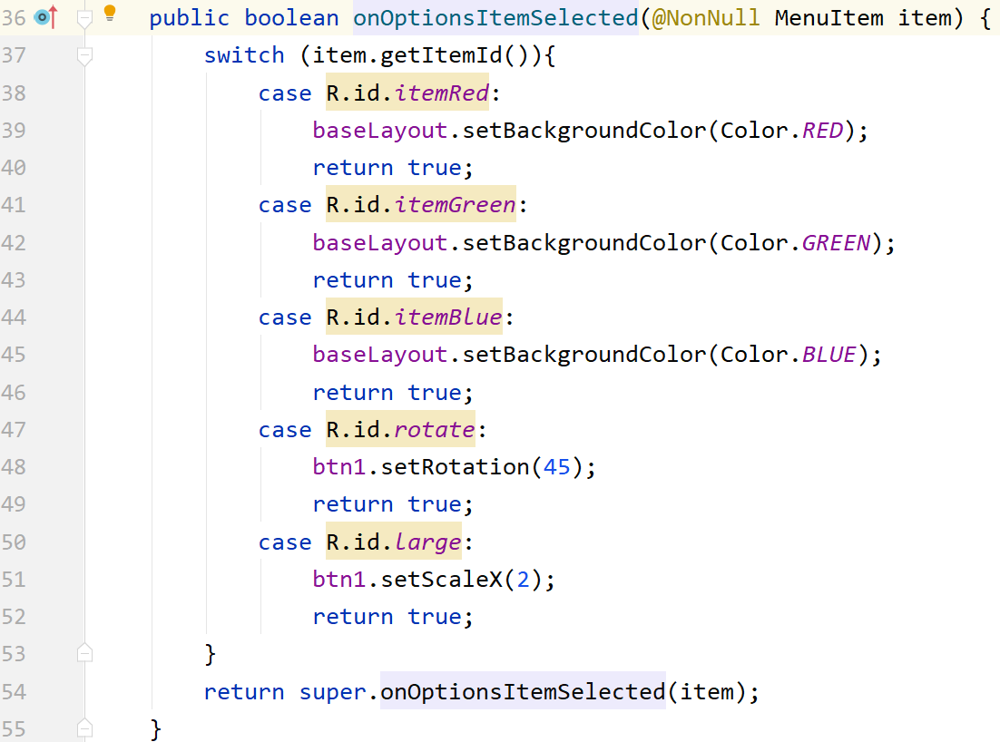 36 public boolean onOptionsItemSelected(@NonNull MenuItem item) {
37 switch (item.getItemId()){
38 case R.id.itemRed:
39 baseLayout.setBackgroundColor(Color.RED);
40 return true;
41 case R.id.itemGreen:
42 baseLayout.setBackgroundColor(Color.GREEN);
43 return true;
44 case R.id.itemBlue:
45 baseLayout.setBackgroundColor(Color.BLUE);
46 return true;
47 case R.id.rotate:
48 btn1.setRotation(45);
49 return true;
50 case R.id.large:
51 btn1.setScaleX(2);
52 return true;
53 }
54 return super.onOptionsItemSelected(item);
55 }